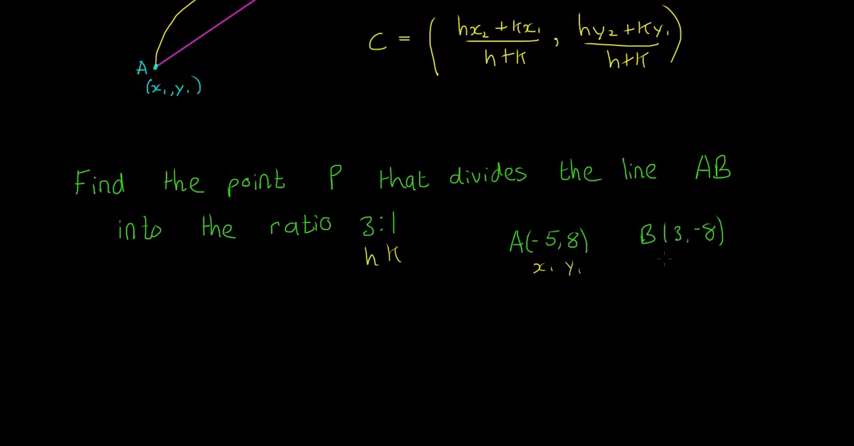 C = ( hx₂ + kx₁ / h+k , hy₂ + ky₁ / h+k )
A
(x₁, y₁)
Find the point P that divides the line AB
into the ratio 3:1
h k
A(-5, 8) B(3, -8)
x₁ y₁